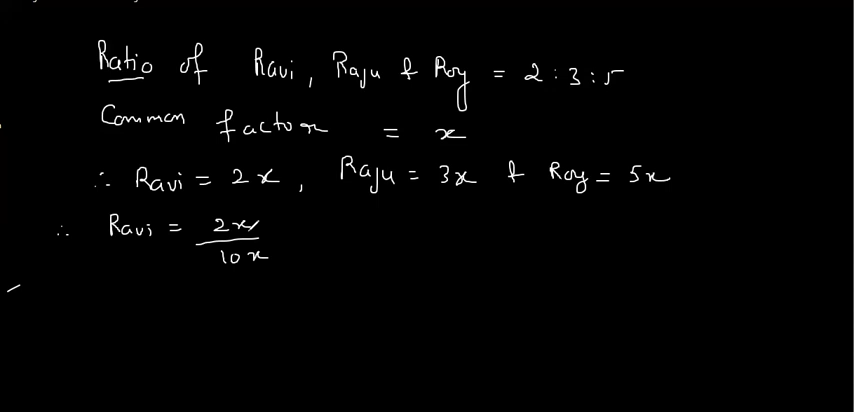 Ratio of Ravi, Raju & Roy = 2 : 3 : 5
Common factor = x
∴ Ravi = 2x, Raju = 3x & Roy = 5x
∴ Ravi = 2x/10x